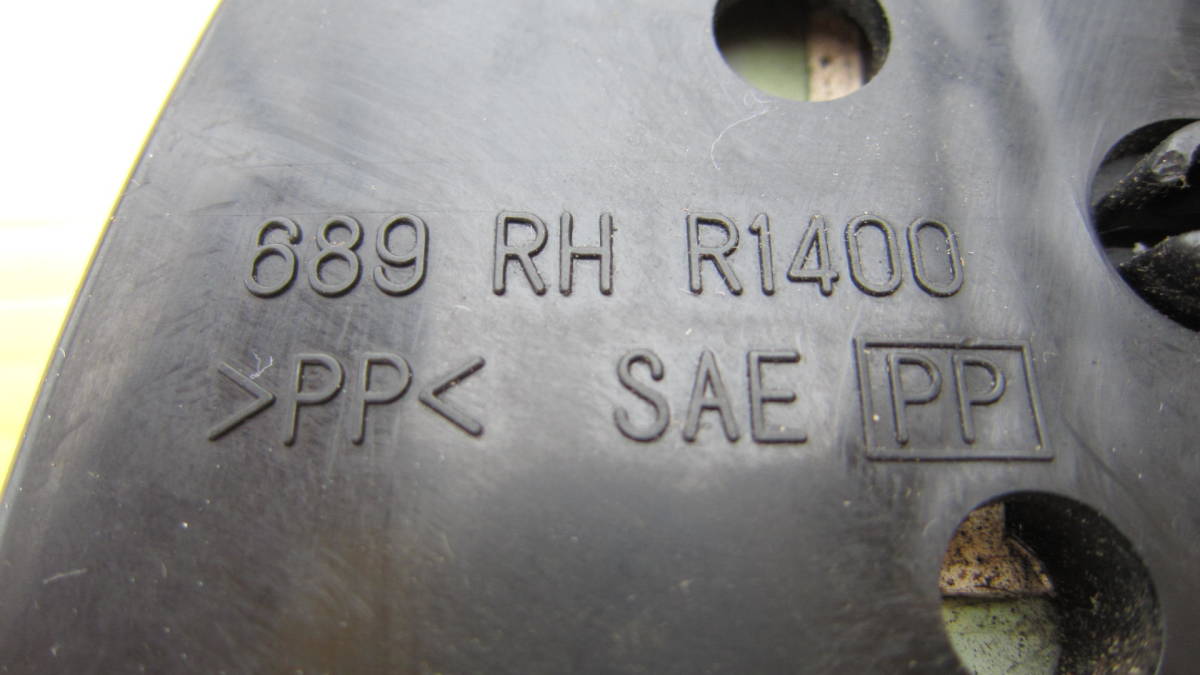 689 RH R1400
>PP< SAE PP